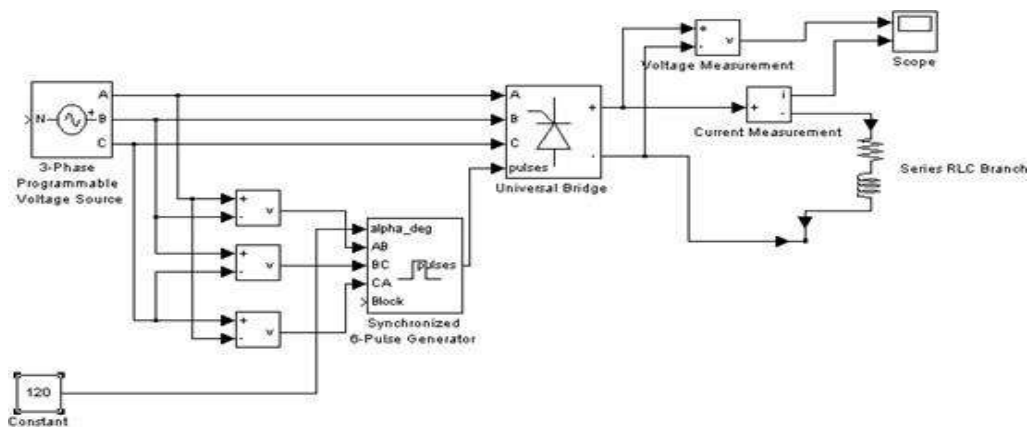 +
-
v
Voltage Measurement
Scope
N
+
A
B
C
3-Phase
Programmable
Voltage Source
A
B
C
pulses
+
-
Universal Bridge
+
i
-
Current Measurement
Series RLC Branch
+
-
v
+
-
v
+
-
v
alpha_deg
AB
BC
CA
Block
pulses
Synchronized
6-Pulse Generator
120
Constant